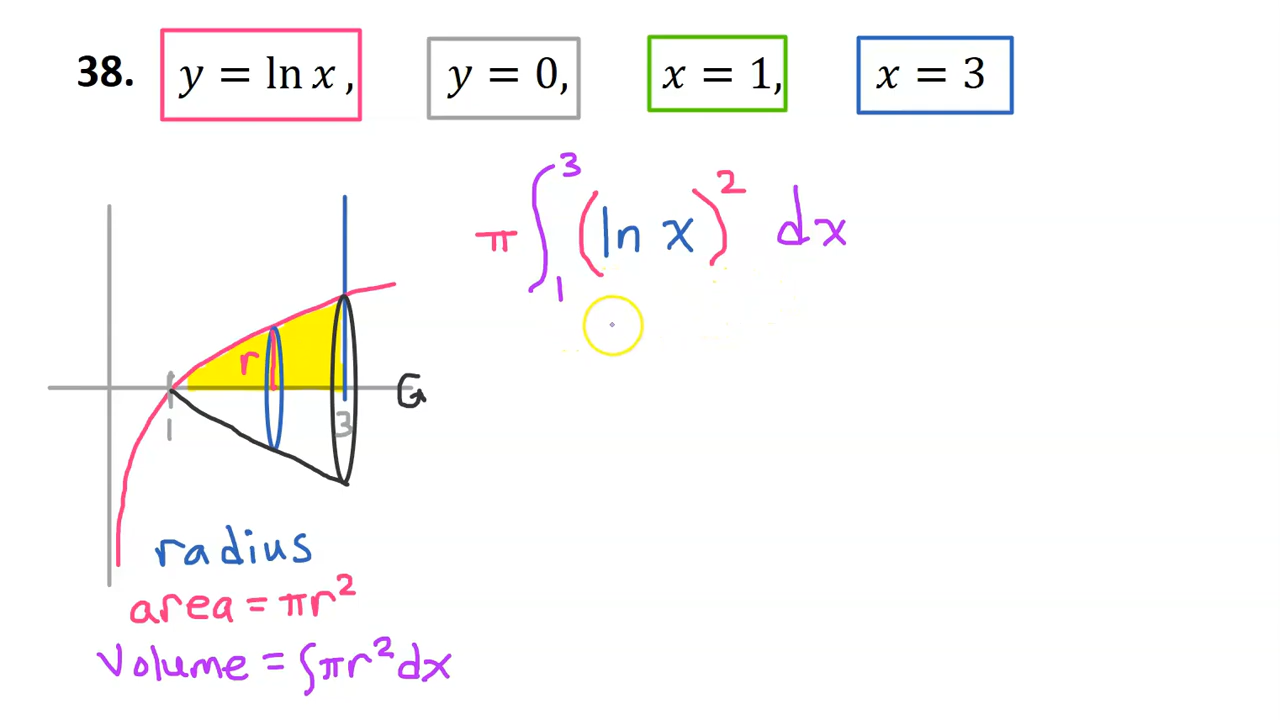 38. y = ln x, y = 0, x = 1, x = 3
π ∫₁³ (ln x)² dx
r
1
3
radius
area = πr²
Volume = ∫πr²dx